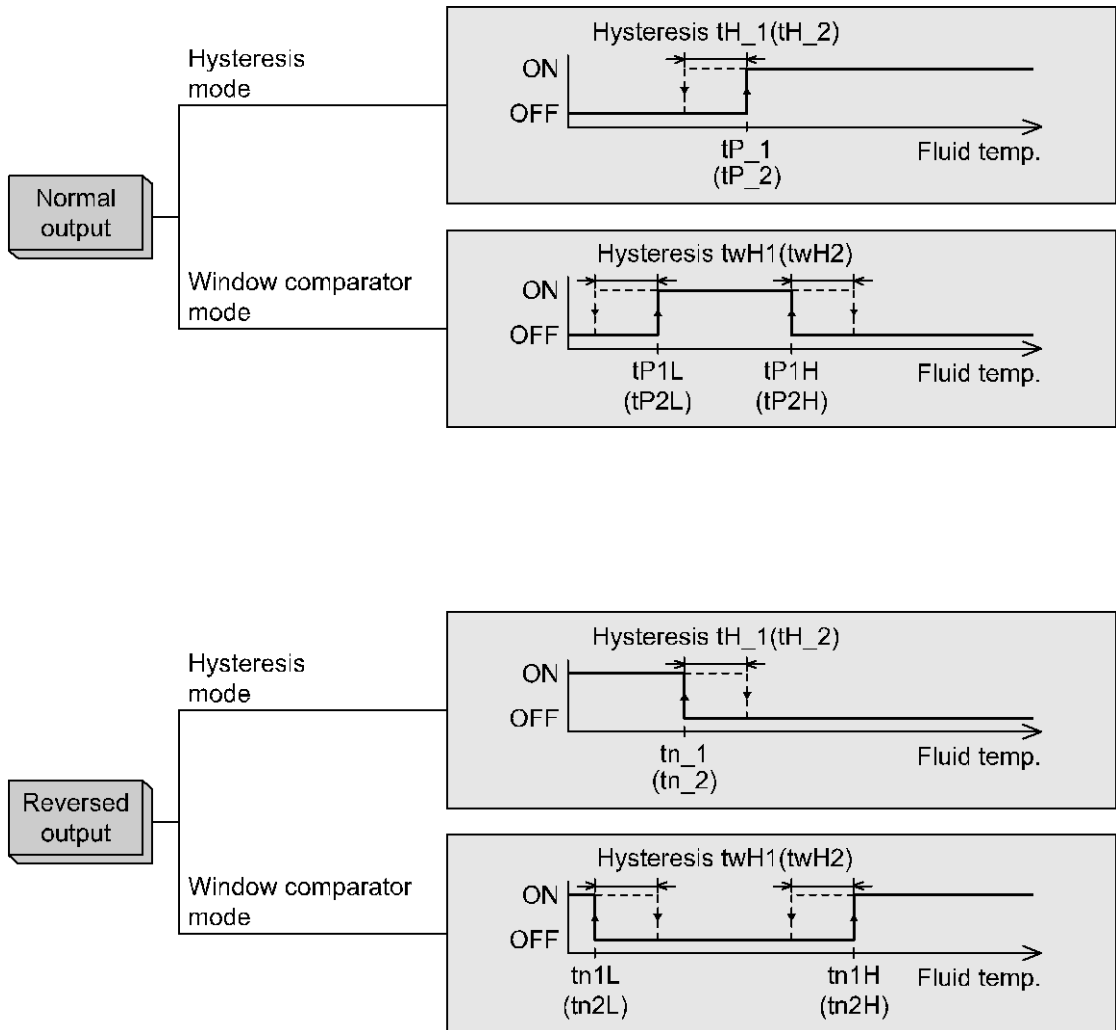 Normal
output
Hysteresis
mode
Hysteresis tH_1(tH_2)
ON
OFF
tP_1
(tP_2)
Fluid temp.
Window comparator
mode
Hysteresis twH1(twH2)
ON
OFF
tP1L
(tP2L)
tP1H
(tP2H)
Fluid temp.
Reversed
output
Hysteresis
mode
Hysteresis tH_1(tH_2)
ON
OFF
tn_1
(tn_2)
Fluid temp.
Window comparator
mode
Hysteresis twH1(twH2)
ON
OFF
tn1L
(tn2L)
tn1H
(tn2H)
Fluid temp.